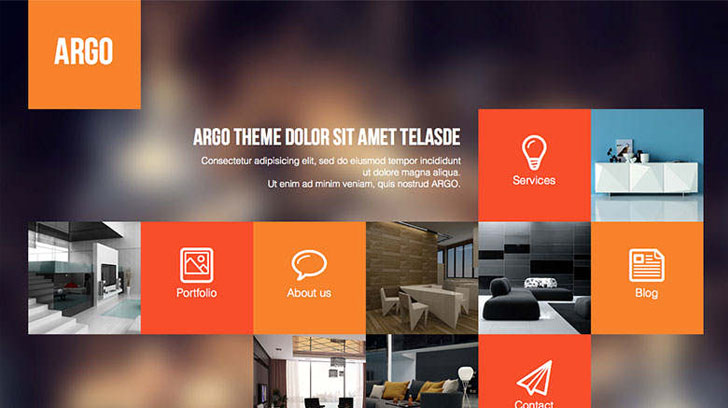 ARGO
ARGO THEME DOLOR SIT AMET TELASDE
Consectetur adipisicing elit, sed do eiusmod tempor incididunt
ut dolore magna aliqua.
Ut enim ad minim veniam, quis nostrud ARGO.
Services
Portfolio
About us
Blog
Contact